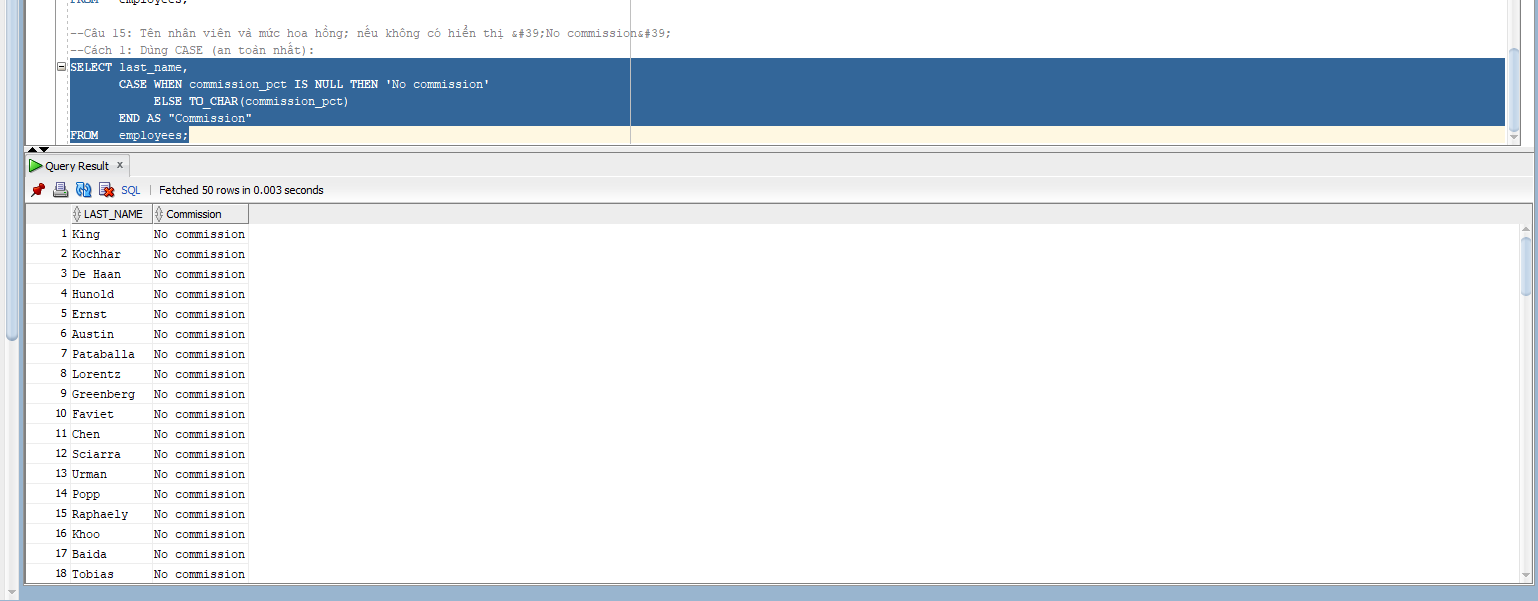 FROM   employees;
--Câu 15: Tên nhân viên và mức hoa hồng; nếu không có hiển thị &#39;No commission&#39;
--Cách 1: Dùng CASE (an toàn nhất):
SELECT last_name,
       CASE WHEN commission_pct IS NULL THEN 'No commission'
            ELSE TO_CHAR(commission_pct)
       END AS "Commission"
FROM   employees;
Query Result x
SQL | Fetched 50 rows in 0.003 seconds
LAST_NAME Commission
1 King No commission
2 Kochhar No commission
3 De Haan No commission
4 Hunold No commission
5 Ernst No commission
6 Austin No commission
7 Pataballa No commission
8 Lorentz No commission
9 Greenberg No commission
10 Faviet No commission
11 Chen No commission
12 Sciarra No commission
13 Urman No commission
14 Popp No commission
15 Raphaely No commission
16 Khoo No commission
17 Baida No commission
18 Tobias No commission